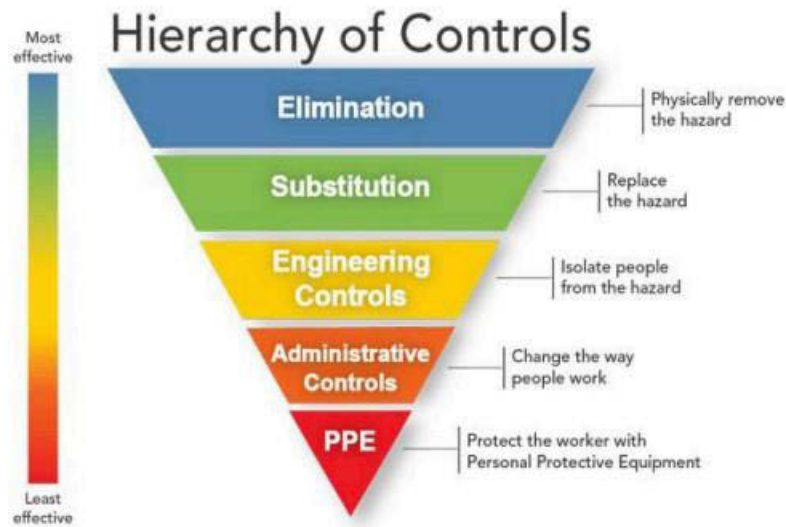 Hierarchy of Controls
Most
effective
Elimination
Physically remove
the hazard
Substitution
Replace
the hazard
Engineering
Controls
Isolate people
from the hazard
Administrative
Controls
Change the way
people work
PPE
Protect the worker with
Personal Protective Equipment
Least
effective